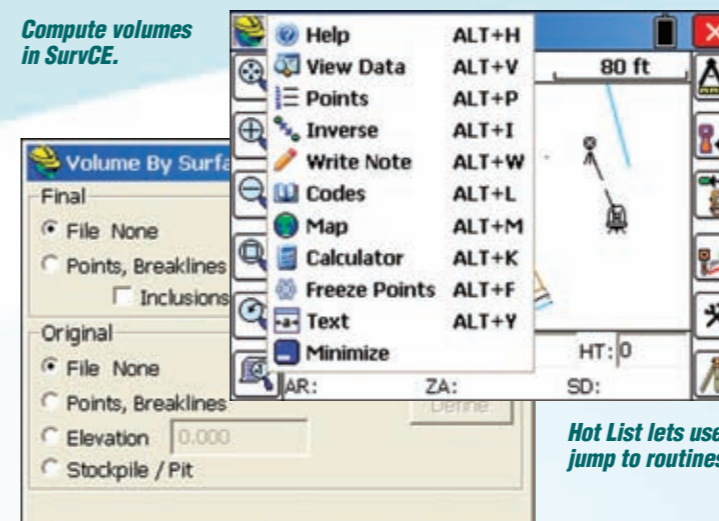 Compute volumes
in SurvCE.
Help ALT+H
View Data ALT+V
Points ALT+P
Inverse ALT+I
Write Note ALT+W
Codes ALT+L
Map ALT+M
Calculator ALT+K
Freeze Points ALT+F
Text ALT+Y
Minimize
80 ft
HT: 0
AR: ZA: SD:
Volume By Surfa
Final
File None
Points, Breaklines
Inclusions
Original
File None
Points, Breaklines
Define
Elevation 0.000
Stockpile / Pit
Hot List lets use
jump to routines